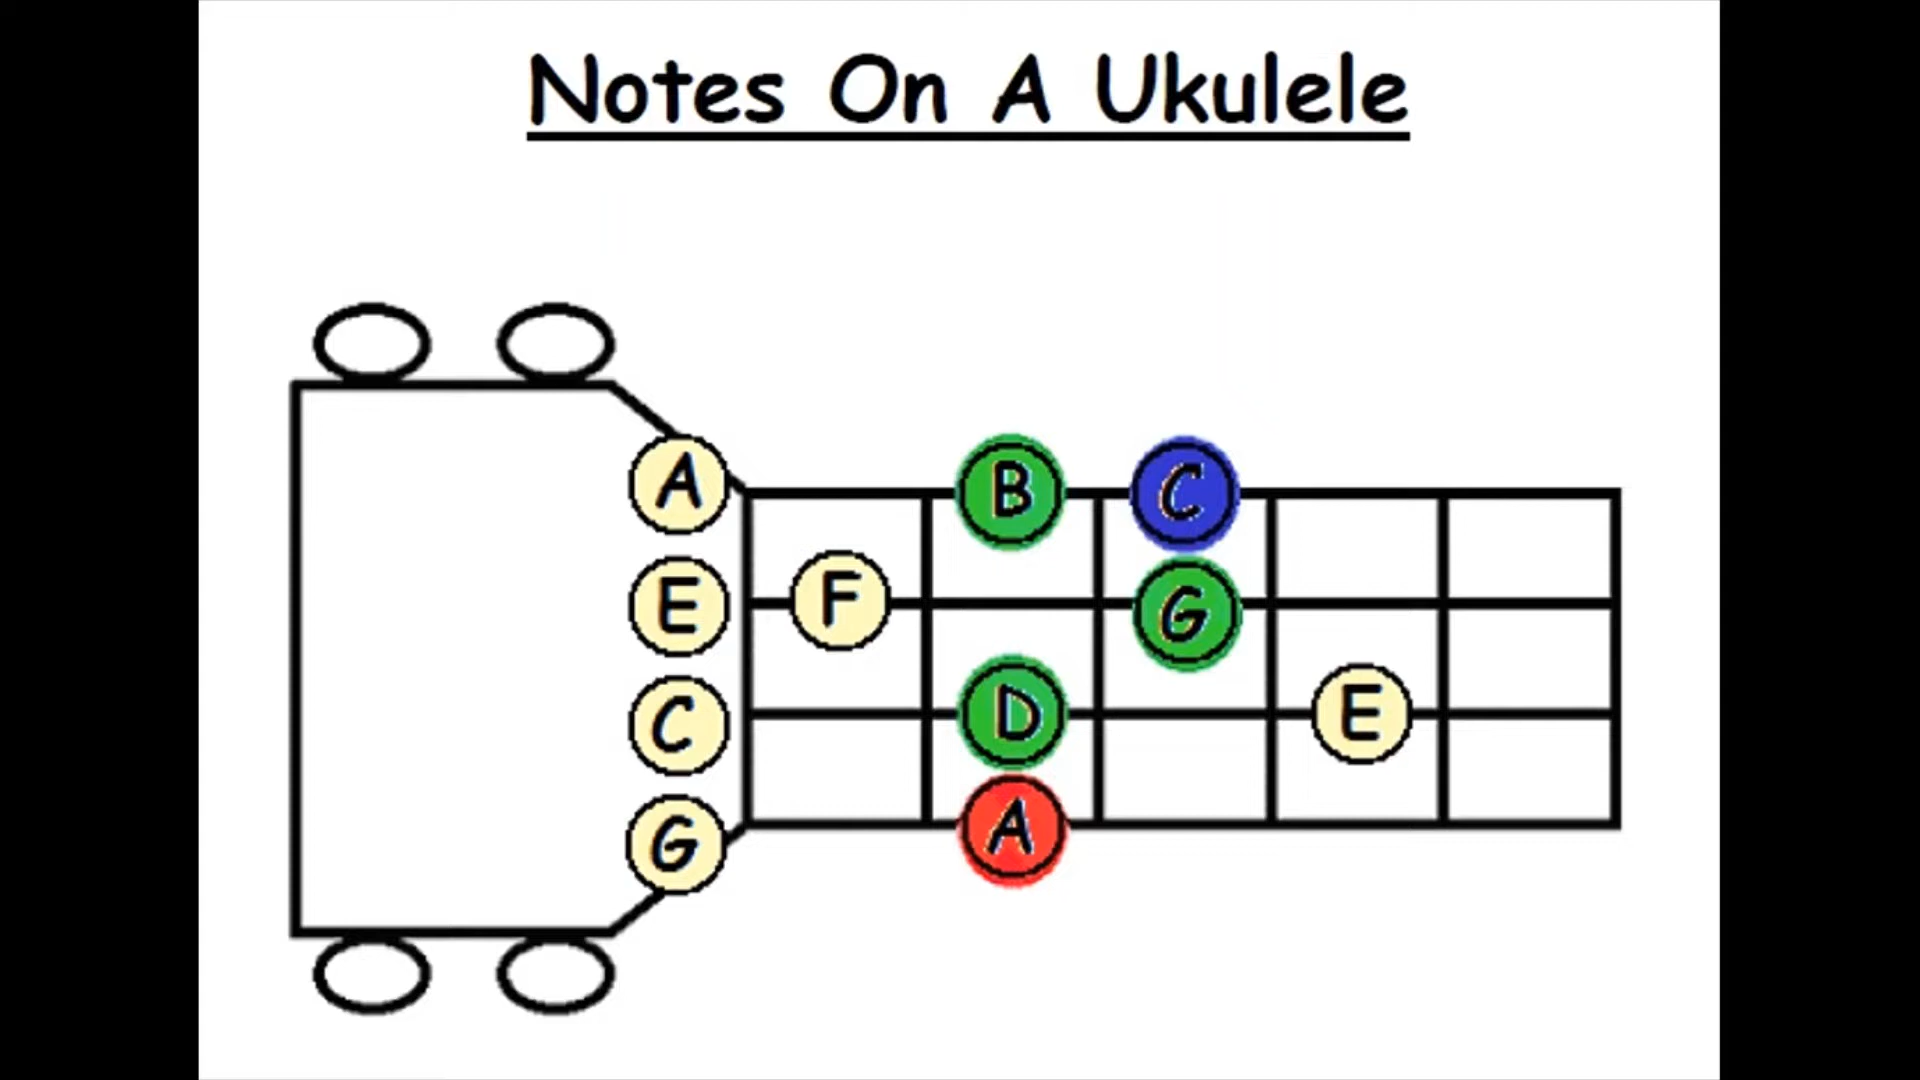 Notes On A Ukulele
A B C
E F G
C D E
G A